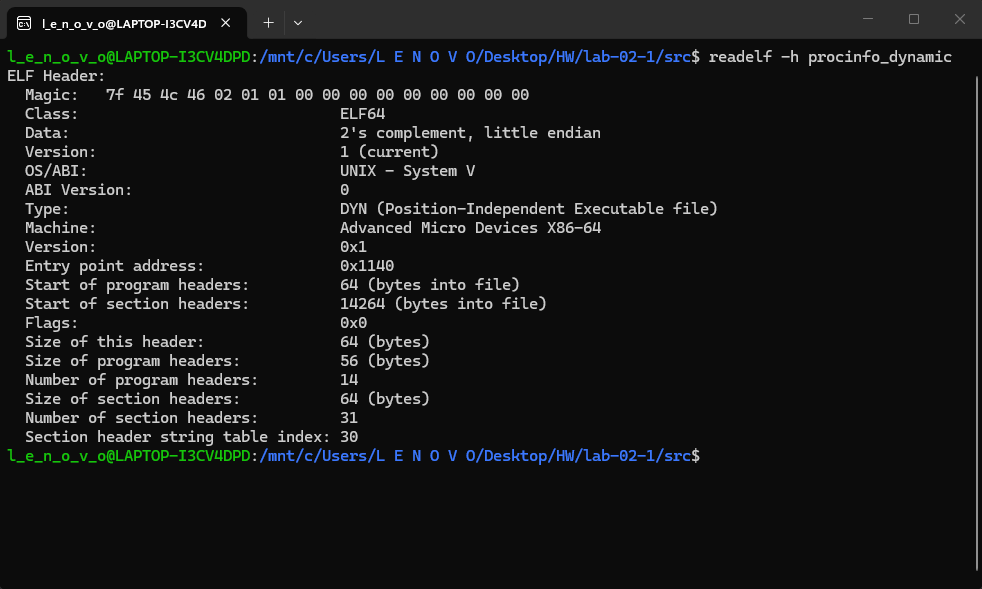 l_e_n_o_v_o@LAPTOP-I3CV4D
l_e_n_o_v_o@LAPTOP-I3CV4DPD:/mnt/c/Users/L E N O V O/Desktop/HW/lab-02-1/src$ readelf -h procinfo_dynamic
ELF Header:
  Magic:   7f 45 4c 46 02 01 01 00 00 00 00 00 00 00 00 00
  Class:                             ELF64
  Data:                              2's complement, little endian
  Version:                           1 (current)
  OS/ABI:                            UNIX - System V
  ABI Version:                       0
  Type:                              DYN (Position-Independent Executable file)
  Machine:                           Advanced Micro Devices X86-64
  Version:                           0x1
  Entry point address:               0x1140
  Start of program headers:          64 (bytes into file)
  Start of section headers:          14264 (bytes into file)
  Flags:                             0x0
  Size of this header:               64 (bytes)
  Size of program headers:           56 (bytes)
  Number of program headers:         14
  Size of section headers:           64 (bytes)
  Number of section headers:         31
  Section header string table index: 30
l_e_n_o_v_o@LAPTOP-I3CV4DPD:/mnt/c/Users/L E N O V O/Desktop/HW/lab-02-1/src$